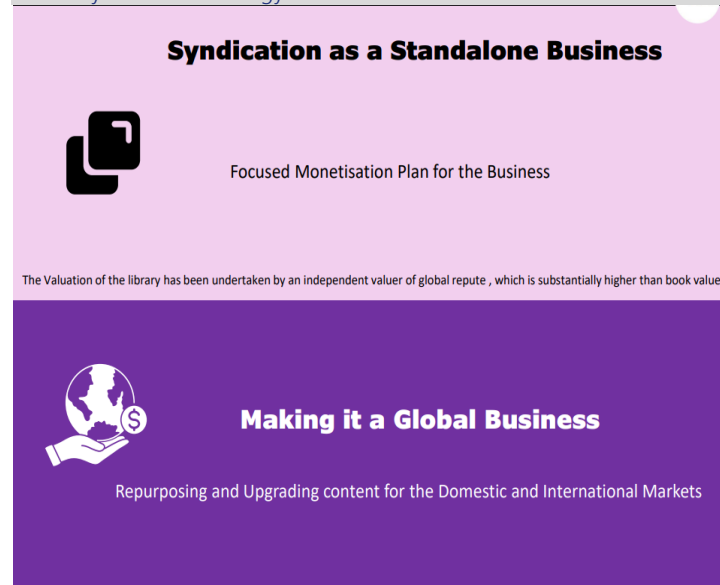 Syndication as a Standalone Business
Focused Monetisation Plan for the Business
The Valuation of the library has been undertaken by an independent valuer of global repute , which is substantially higher than book value
$
Making it a Global Business
Repurposing and Upgrading content for the Domestic and International Markets